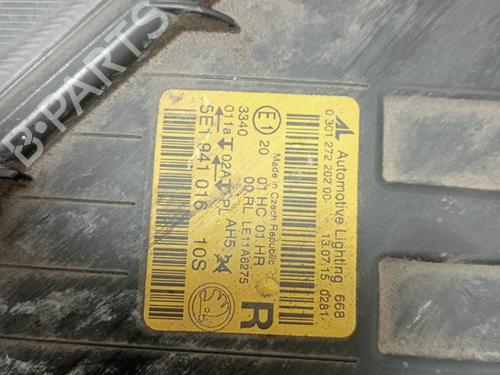 Automotive Lighting 668
0 301 272 202 00 13.07.15 0281
Made in Czech Republic
E1 20 01 HC 01 HR
3340 00 RL LE11A6275
011a 02A PL AH5
5E1 941 016 10S
R
B-PARTS